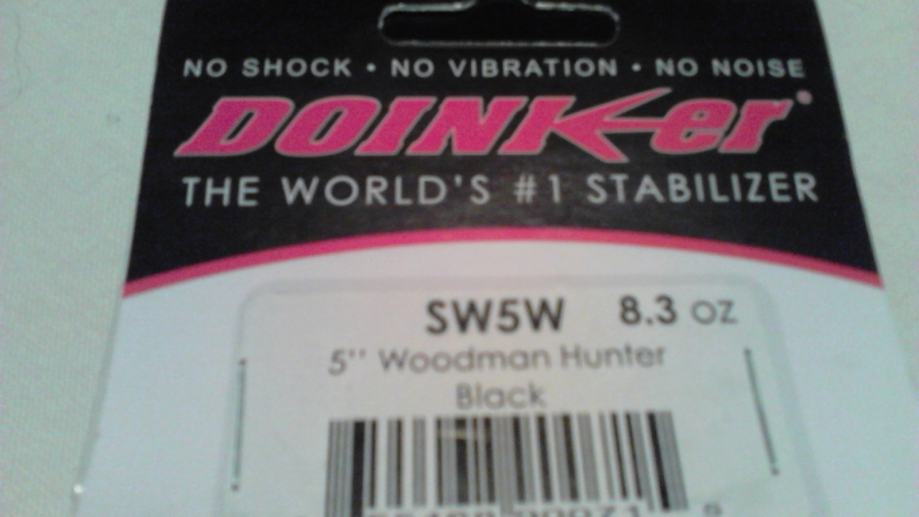 NO SHOCK • NO VIBRATION • NO NOISE
DOINKer®
THE WORLD'S #1 STABILIZER
SW5W 8.3 OZ
5" Woodman Hunter
Black